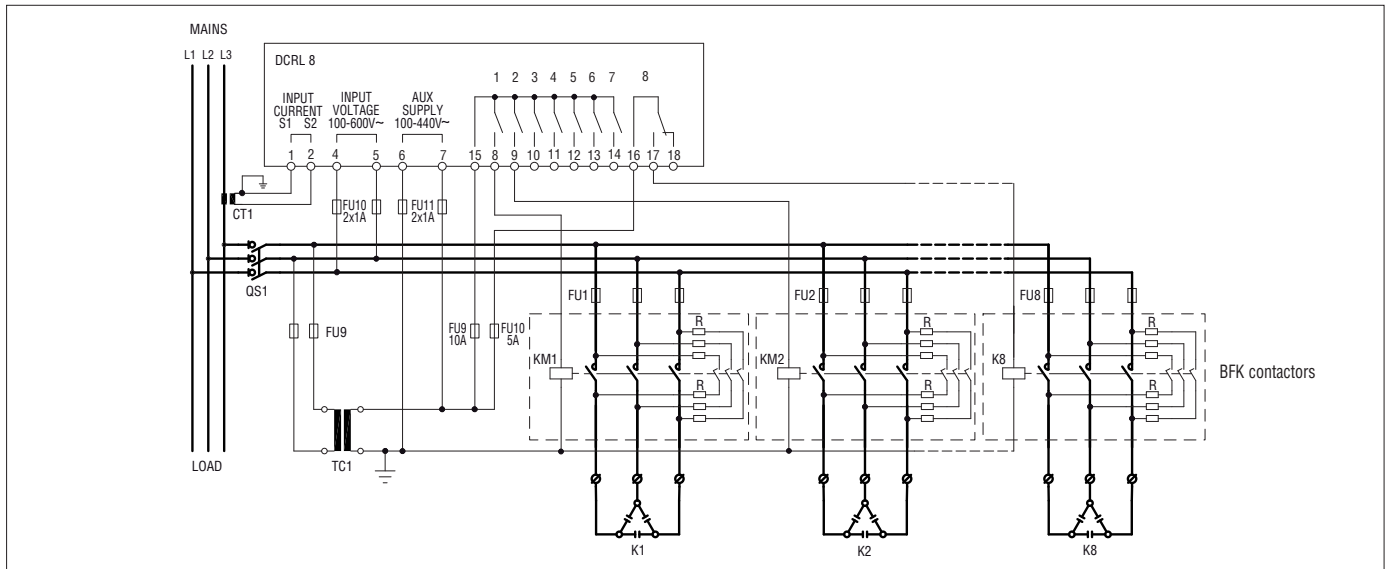 MAINS
L1 L2 L3
DCRL 8
1 2 3 4 5 6 7 8
INPUT CURRENT
S1 S2
INPUT VOLTAGE
100-600V~
AUX SUPPLY
100-440V~
1 2 4 5 6 7 15 8 9 10 11 12 13 14 16 17 18
CT1
FU10
2x1A
FU11
2x1A
QS1
FU1
FU2
FU8
FU9
FU9
10A
FU10
5A
R
R
R
KM1
KM2
K8
BFK contactors
R
R
R
LOAD
TC1
K1
K2
K8